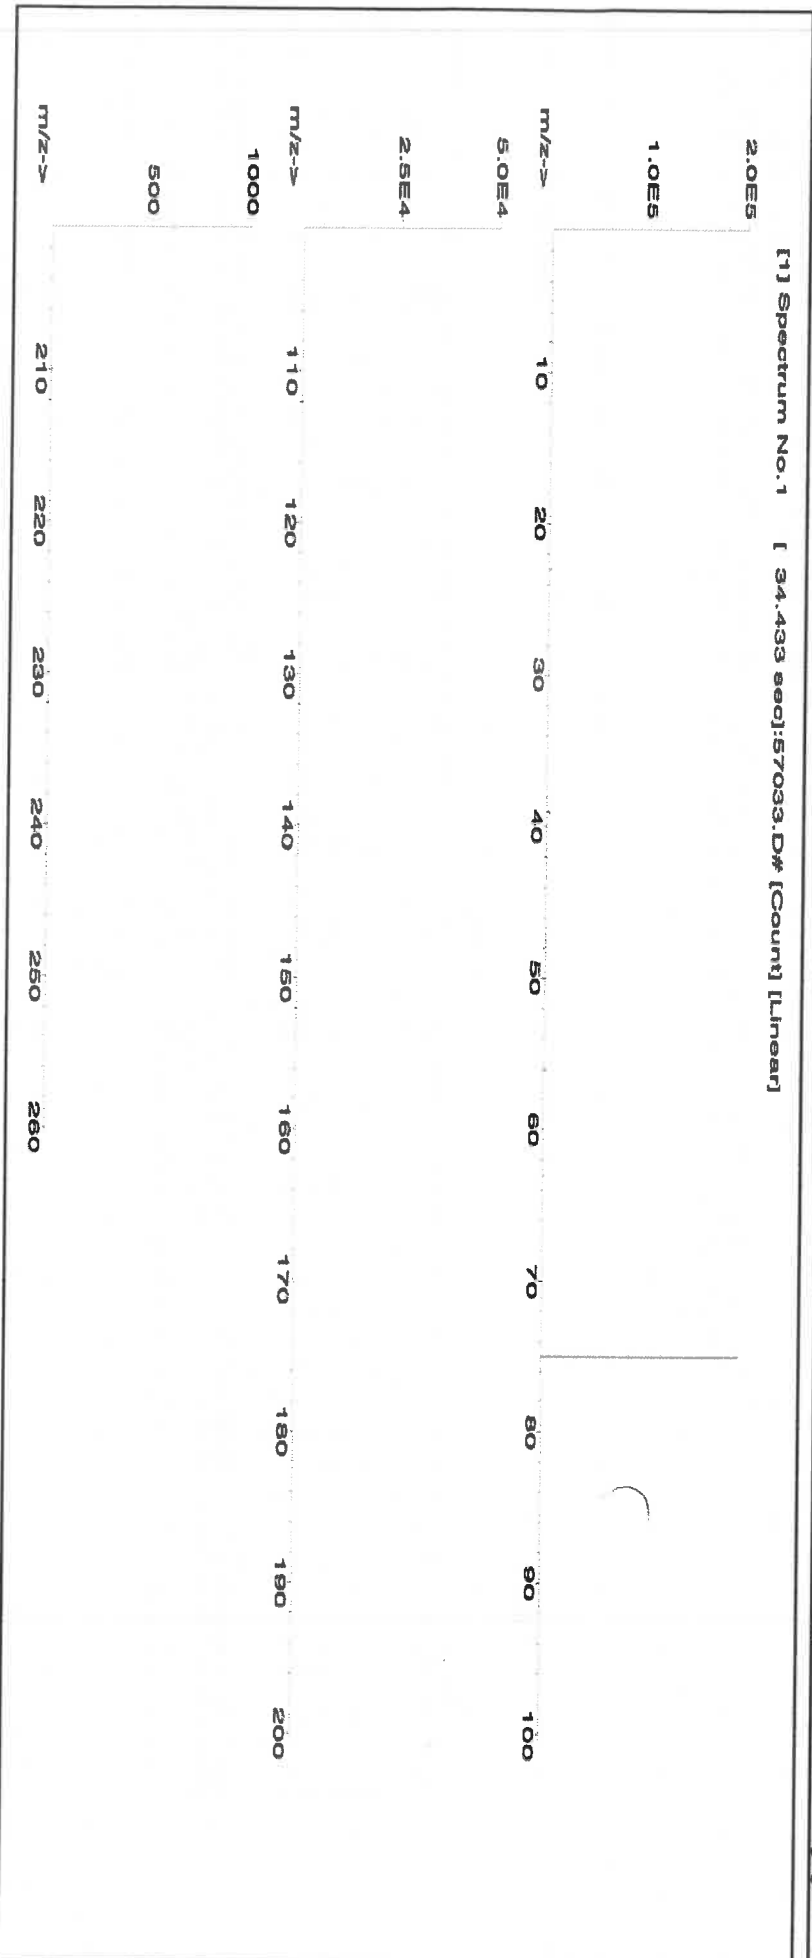 [1] Spectrum No.1 [ 34.433 sec]:57033.D# [Count] [Linear]
2.0E5
1.0E5
m/z-> 10 20 30 40 50 60 70 80 90 100
5.0E4
2.5E4
m/z-> 110 120 130 140 150 160 170 180 190 200
1000
500
m/z-> 210 220 230 240 250 260